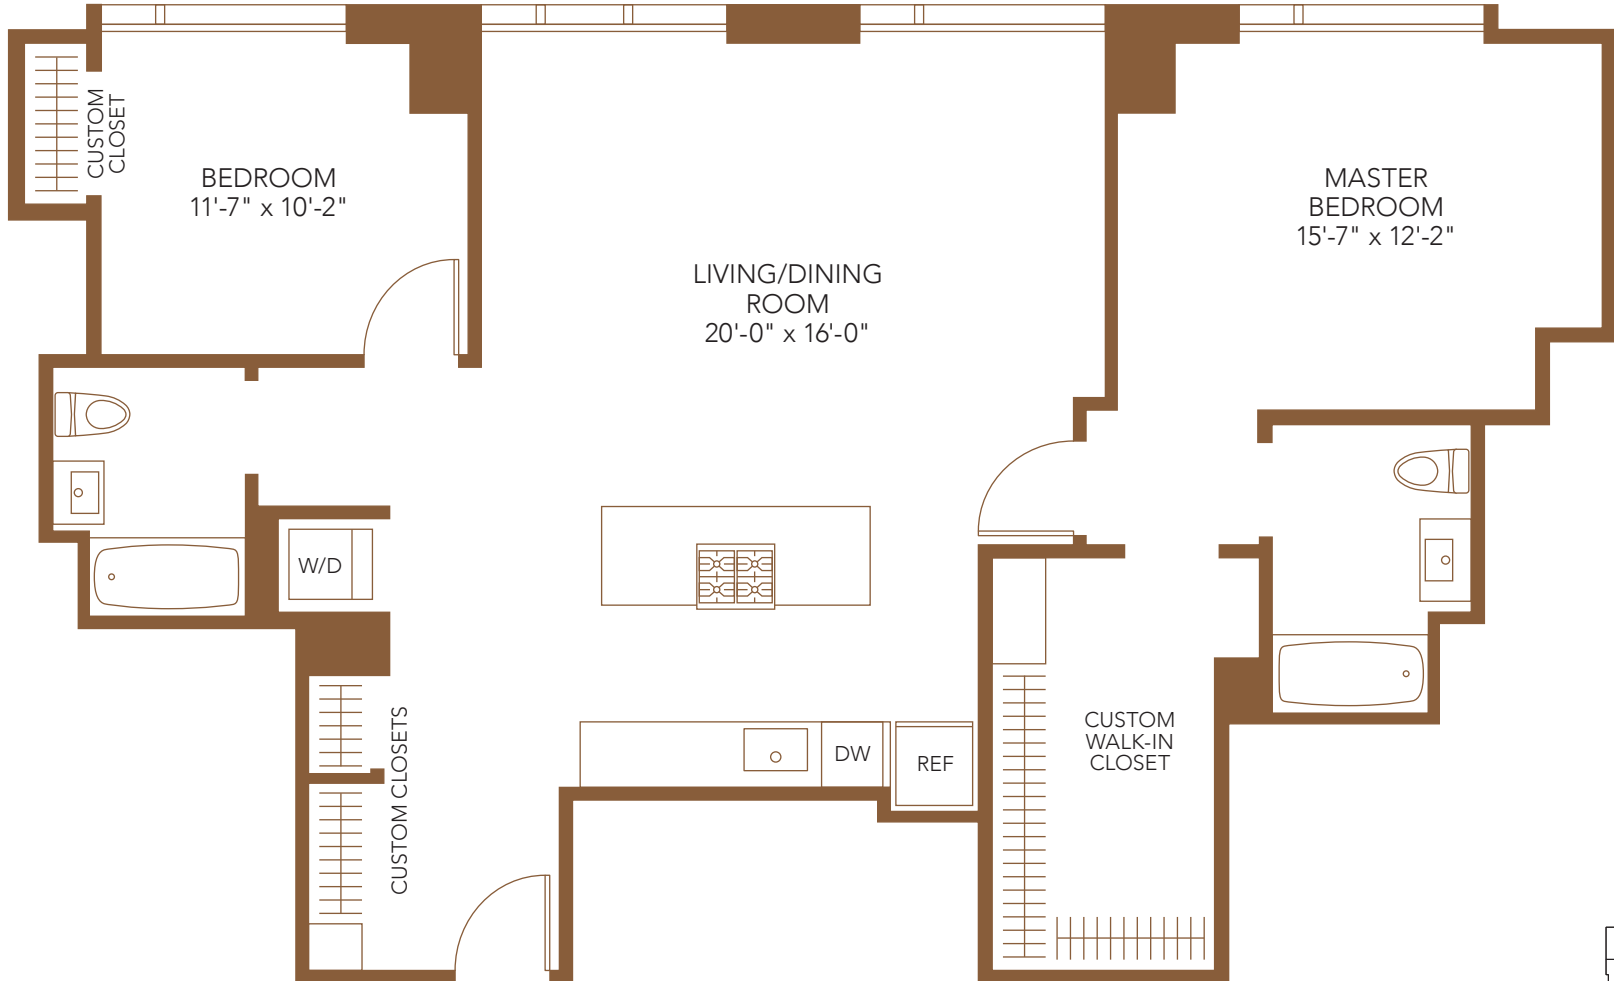 CUSTOM
CLOSET
BEDROOM
11'-7" x 10'-2"
LIVING/DINING
ROOM
20'-0" x 16'-0"
MASTER
BEDROOM
15'-7" x 12'-2"
W/D
CUSTOM CLOSETS
DW
REF
CUSTOM
WALK-IN
CLOSET